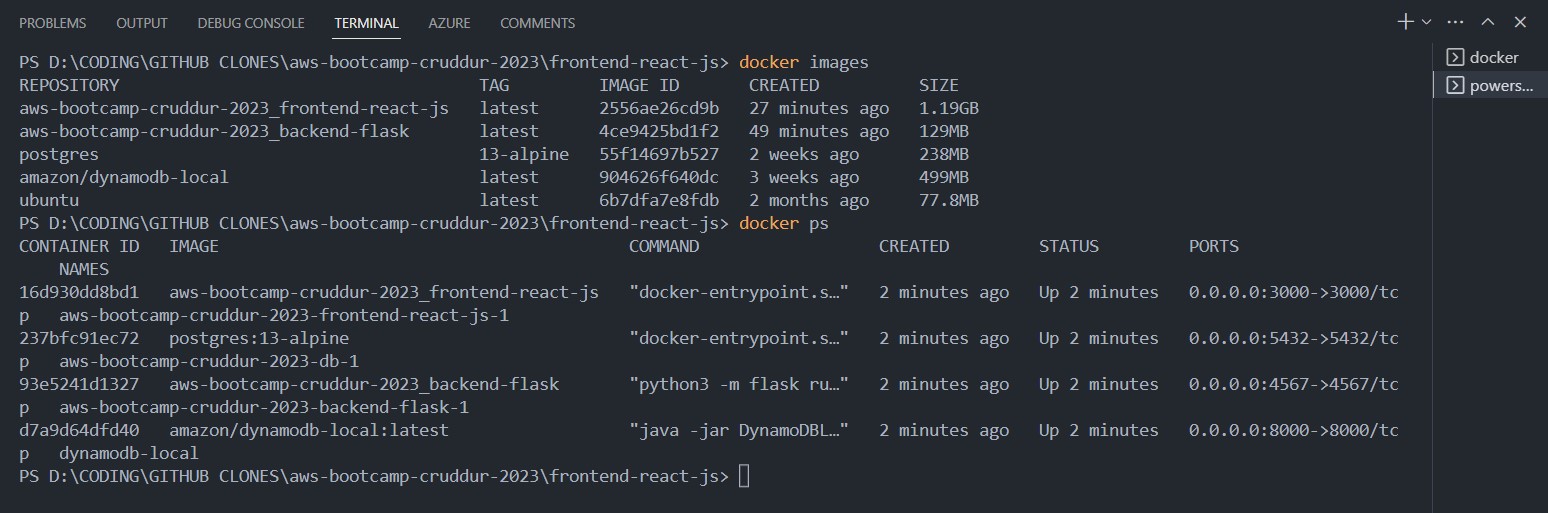 PROBLEMS OUTPUT DEBUG CONSOLE TERMINAL AZURE COMMENTS
docker
powers...
PS D:\CODING\GITHUB CLONES\aws-bootcamp-cruddur-2023\frontend-react-js> docker images
REPOSITORY TAG IMAGE ID CREATED SIZE
aws-bootcamp-cruddur-2023_frontend-react-js latest 2556ae26cd9b 27 minutes ago 1.19GB
aws-bootcamp-cruddur-2023_backend-flask latest 4ce9425bd1f2 49 minutes ago 129MB
postgres 13-alpine 55f14697b527 2 weeks ago 238MB
amazon/dynamodb-local latest 904626f640dc 3 weeks ago 499MB
ubuntu latest 6b7dfa7e8fdb 2 months ago 77.8MB
PS D:\CODING\GITHUB CLONES\aws-bootcamp-cruddur-2023\frontend-react-js> docker ps
CONTAINER ID IMAGE COMMAND CREATED STATUS PORTS
NAMES
16d930dd8bd1 aws-bootcamp-cruddur-2023_frontend-react-js "docker-entrypoint.s…" 2 minutes ago Up 2 minutes 0.0.0.0:3000->3000/tc
p aws-bootcamp-cruddur-2023-frontend-react-js-1
237bfc91ec72 postgres:13-alpine "docker-entrypoint.s…" 2 minutes ago Up 2 minutes 0.0.0.0:5432->5432/tc
p aws-bootcamp-cruddur-2023-db-1
93e5241d1327 aws-bootcamp-cruddur-2023_backend-flask "python3 -m flask ru…" 2 minutes ago Up 2 minutes 0.0.0.0:4567->4567/tc
p aws-bootcamp-cruddur-2023-backend-flask-1
d7a9d64dfd40 amazon/dynamodb-local:latest "java -jar DynamoDBL…" 2 minutes ago Up 2 minutes 0.0.0.0:8000->8000/tc
p dynamodb-local
PS D:\CODING\GITHUB CLONES\aws-bootcamp-cruddur-2023\frontend-react-js>